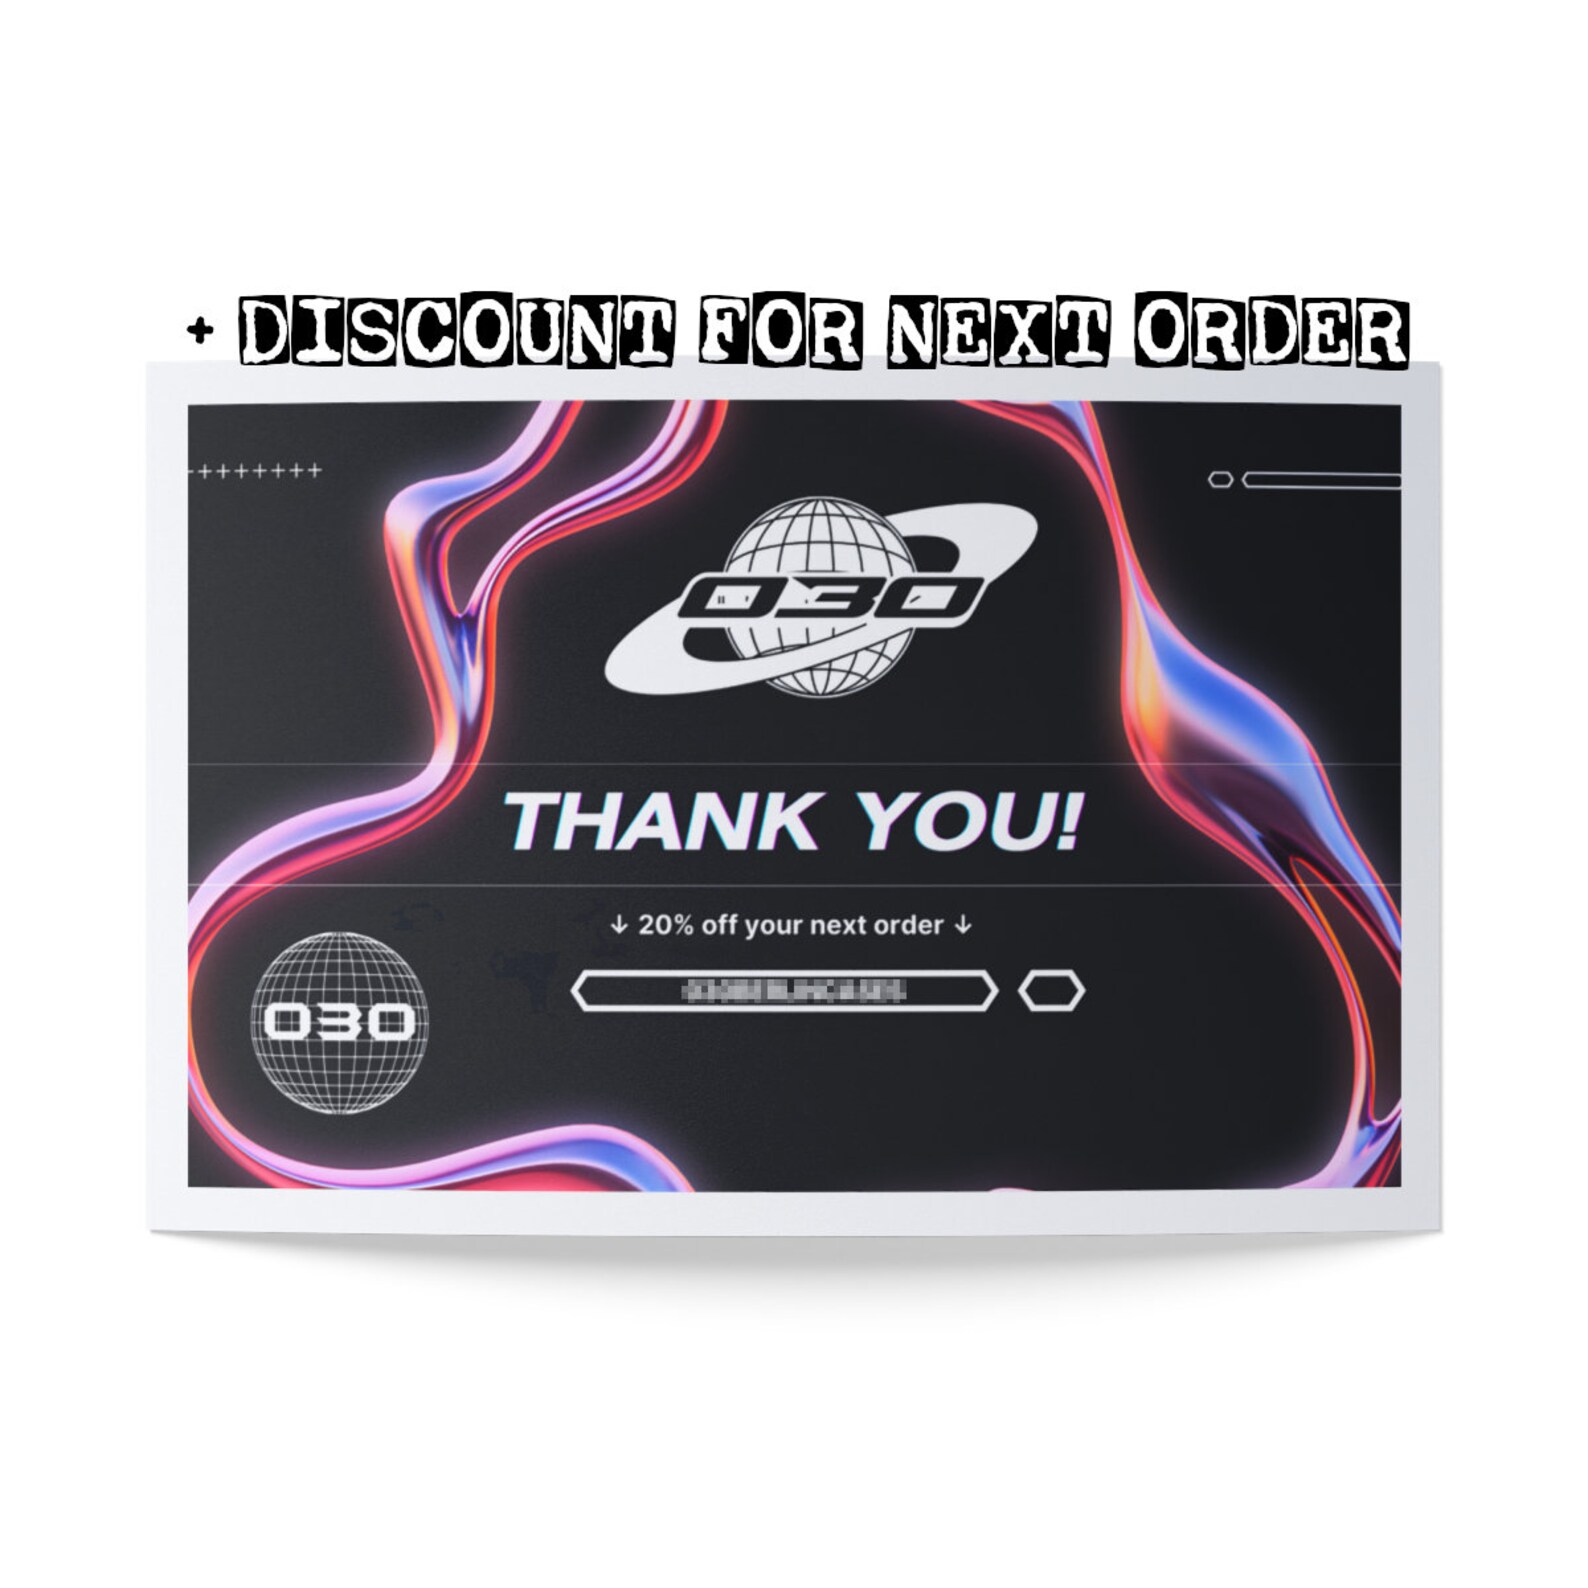 + DISCOUNT FOR NEXT ORDER
+++++++
030
THANK YOU!
↓ 20% off your next order ↓
030